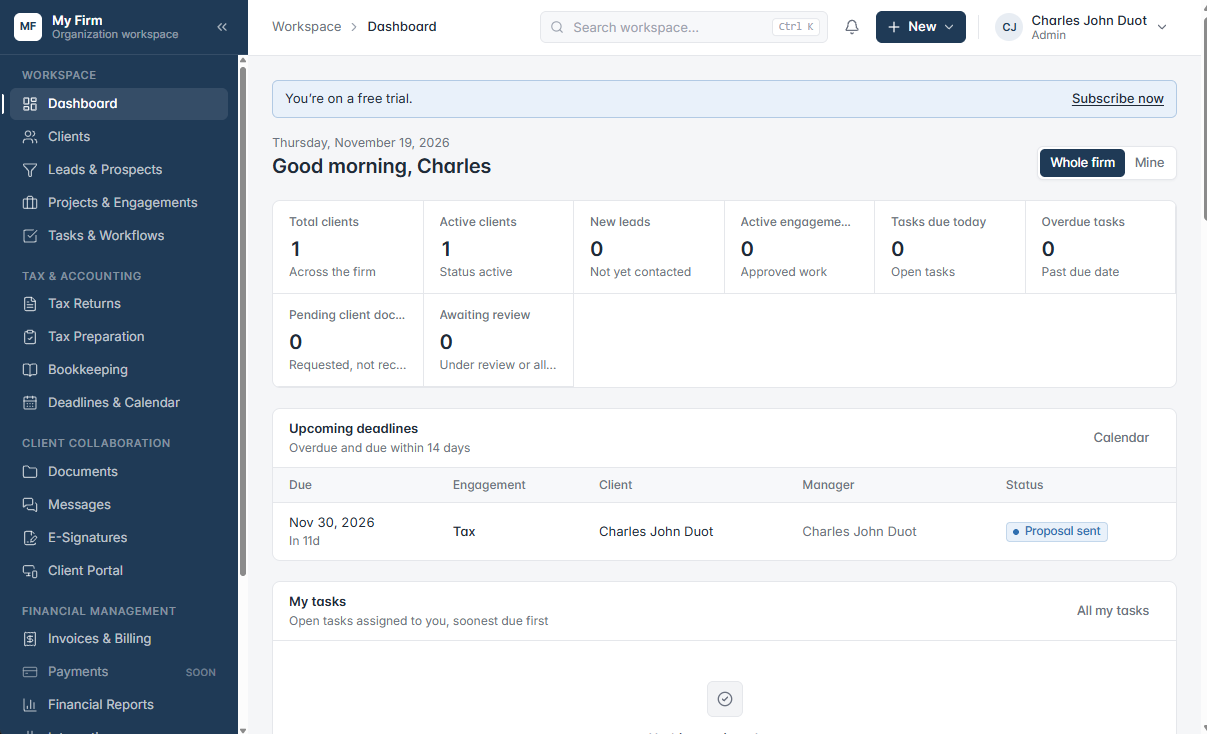 MF
My Firm
Organization workspace
WORKSPACE
Dashboard
Clients
Leads & Prospects
Projects & Engagements
Tasks & Workflows
TAX & ACCOUNTING
Tax Returns
Tax Preparation
Bookkeeping
Deadlines & Calendar
CLIENT COLLABORATION
Documents
Messages
E-Signatures
Client Portal
FINANCIAL MANAGEMENT
Invoices & Billing
Payments SOON
Financial Reports
Workspace > Dashboard
Search workspace... Ctrl K
New
CJ
Charles John Duot
Admin
You're on a free trial. Subscribe now
Thursday, November 19, 2026
Good morning, Charles
Whole firm Mine
Total clients
1
Across the firm
Active clients
1
Status active
New leads
0
Not yet contacted
Active engageme...
0
Approved work
Tasks due today
0
Open tasks
Overdue tasks
0
Past due date
Pending client doc...
0
Requested, not rec...
Awaiting review
0
Under review or all...
Upcoming deadlines
Overdue and due within 14 days
Calendar
Due Engagement Client Manager Status
Nov 30, 2026
In 11d
Tax
Charles John Duot
Charles John Duot
Proposal sent
My tasks
Open tasks assigned to you, soonest due first
All my tasks